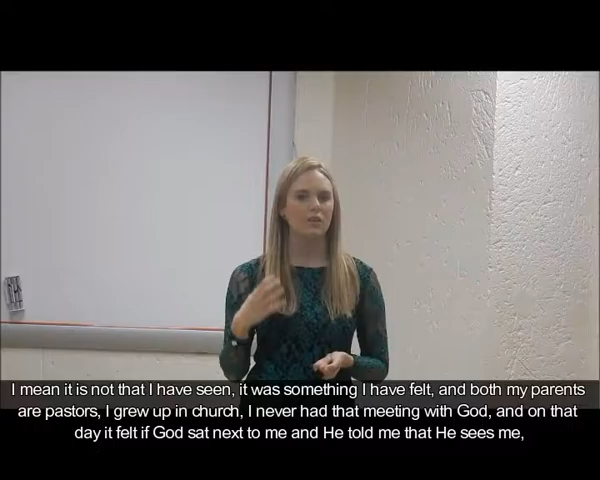 I mean it is not that I have seen, it was something I have felt, and both my parents
are pastors, I grew up in church, I never had that meeting with God, and on that
day it felt if God sat next to me and He told me that He sees me,